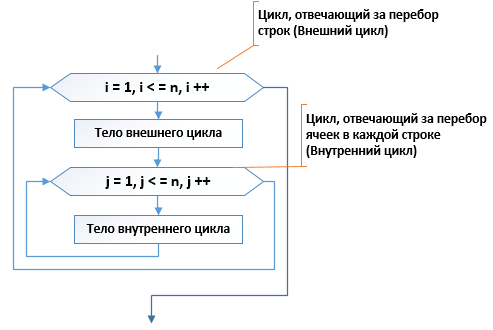 Цикл, отвечающий за перебор
строк (Внешний цикл)
i = 1, i < = n, i ++
Цикл, отвечающий за перебор
ячеек в каждой строке
(Внутренний цикл)
Тело внешнего цикла
j = 1, j < = n, j ++
Тело внутреннего цикла